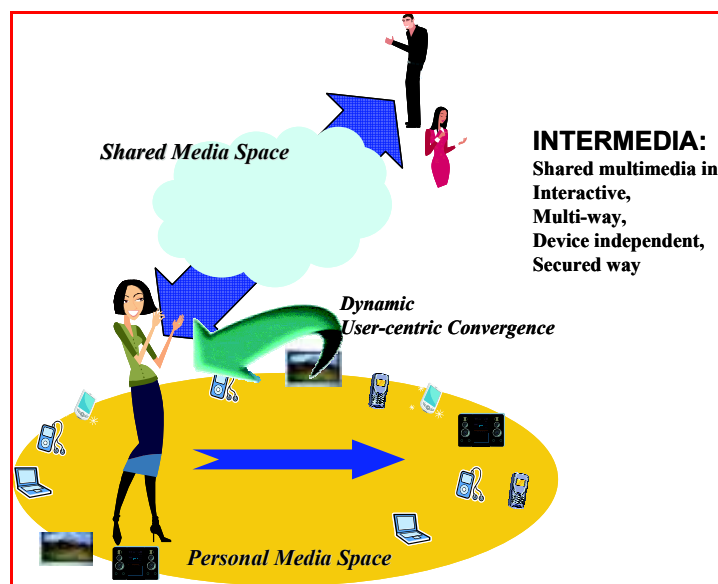 Shared Media Space
INTERMEDIA:
Shared multimedia in
Interactive,
Multi-way,
Device independent,
Secured way
Dynamic
User-centric Convergence
Personal Media Space